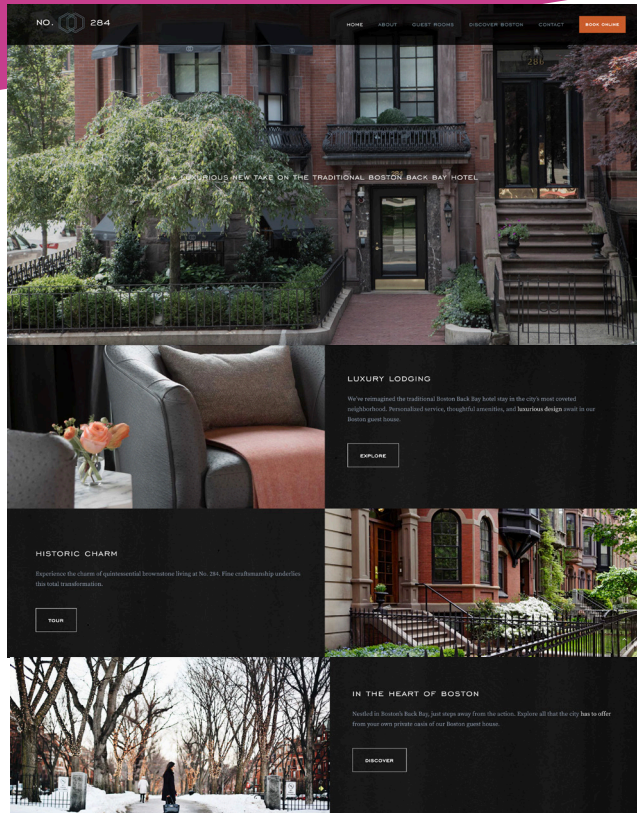 NO. 284
HOME ABOUT GUEST ROOMS DISCOVER BOSTON CONTACT BOOK ONLINE
286
A LUXURIOUS NEW TAKE ON THE TRADITIONAL BOSTON BACK BAY HOTEL
LUXURY LODGING
We've reimagined the traditional Boston Back Bay hotel stay in the city's most coveted
neighborhood. Personalized service, thoughtful amenities, and luxurious design await in our
Boston guest house.
EXPLORE
HISTORIC CHARM
Experience the charm of quintessential brownstone living at No. 284. Fine craftsmanship underlies
this total transformation.
TOUR
IN THE HEART OF BOSTON
Nestled in Boston's Back Bay, just steps away from the action. Explore all that the city has to offer
from your own private oasis of our Boston guest house.
DISCOVER